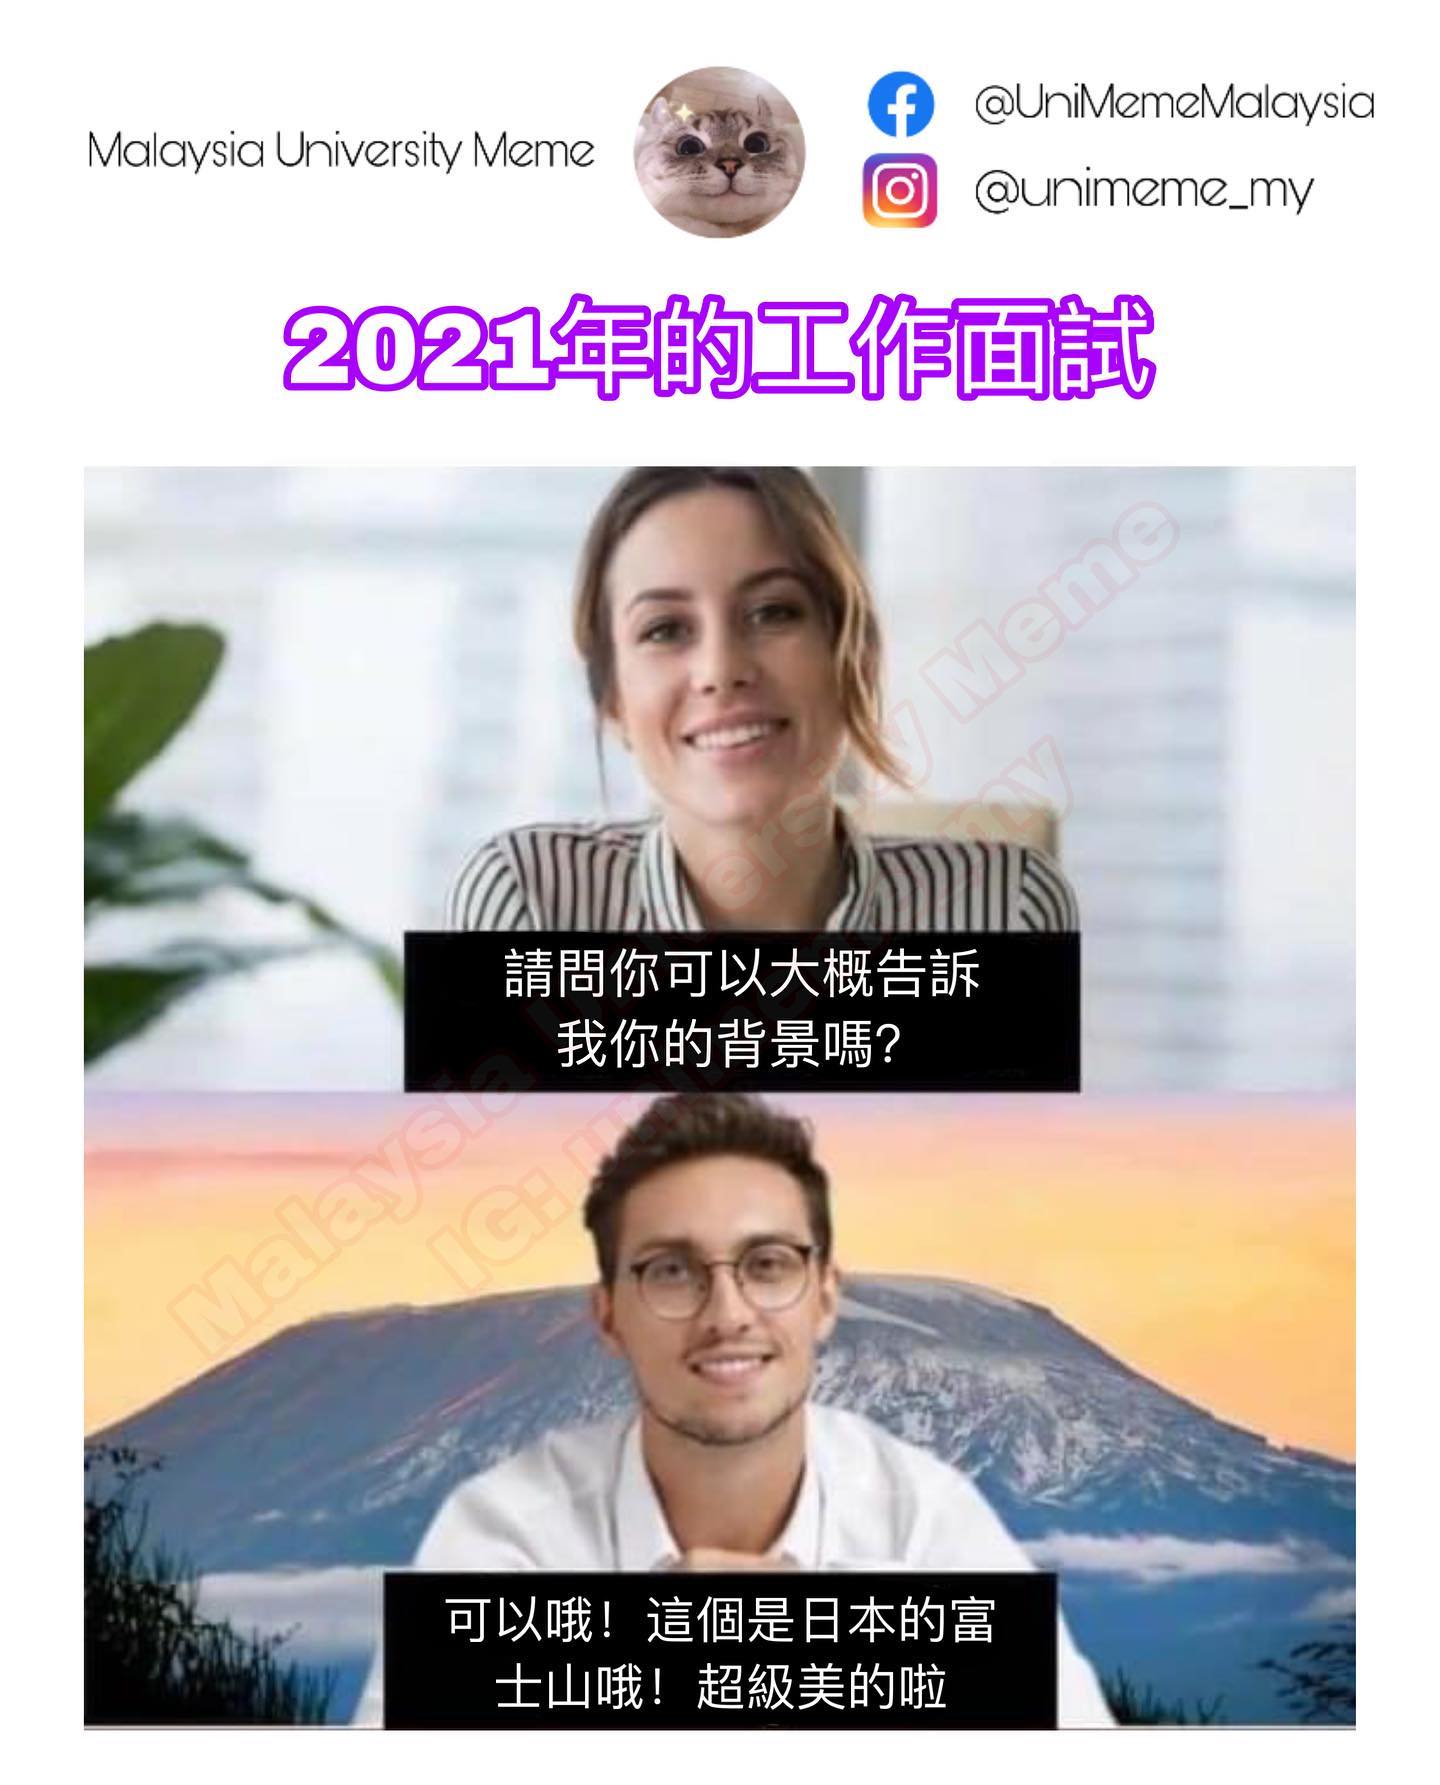 Malaysia University Meme
@UniMemeMalaysia
@unimeme_my
2021年的工作面試
請問你可以大概告訴
我你的背景嗎?
可以哦！這個是日本的富
士山哦！超級美的啦
Malaysia University Meme
IG: unimeme_my